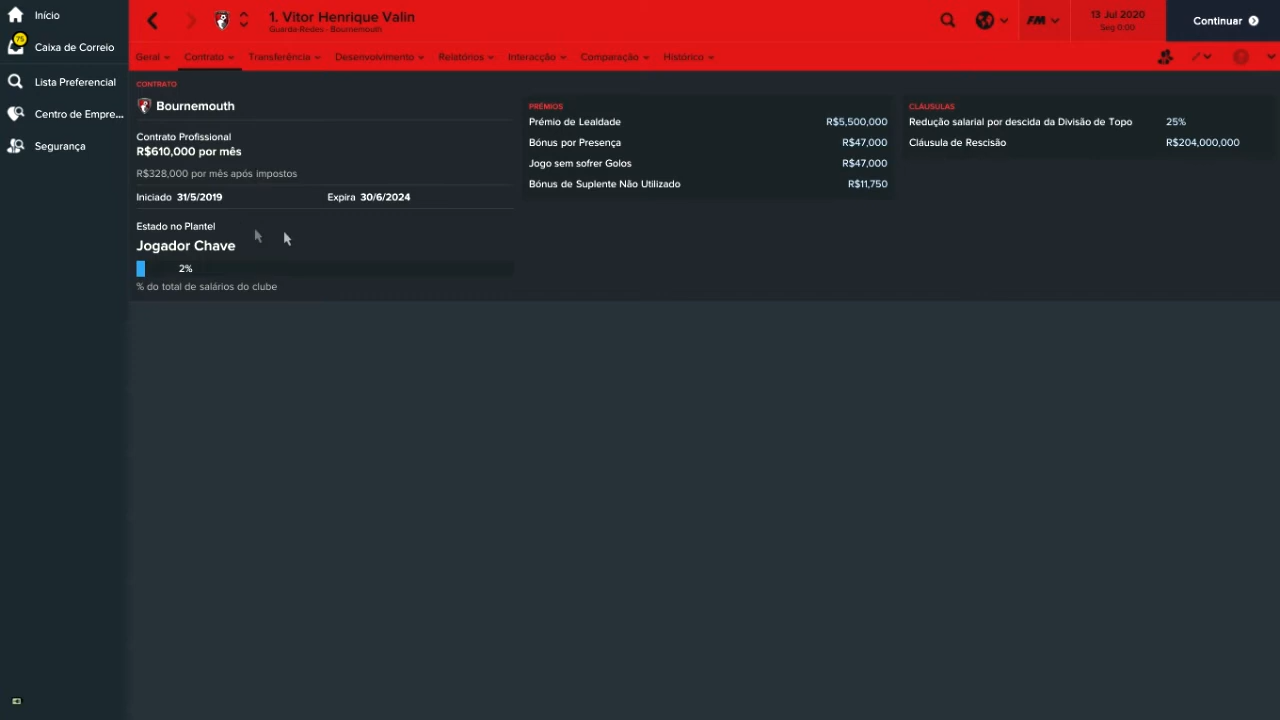 Início
75
Caixa de Correio
Lista Preferencial
Centro de Empre...
Segurança
1. Vitor Henrique Valin
Guarda-Redes - Bournemouth
FM
13 Jul 2020
Seg 0:00
Continuar
Geral
Contrato
Transferência
Desenvolvimento
Relatórios
Interacção
Comparação
Histórico
CONTRATO
Bournemouth
Contrato Profissional
R$610,000 por mês
R$328,000 por mês após impostos
Iniciado 31/5/2019 Expira 30/6/2024
Estado no Plantel
Jogador Chave
2%
% do total de salários do clube
PRÉMIOS
Prémio de Lealdade R$5,500,000
Bónus por Presença R$47,000
Jogo sem sofrer Golos R$47,000
Bónus de Suplente Não Utilizado R$11,750
CLÁUSULAS
Redução salarial por descida da Divisão de Topo 25%
Cláusula de Rescisão R$204,000,000